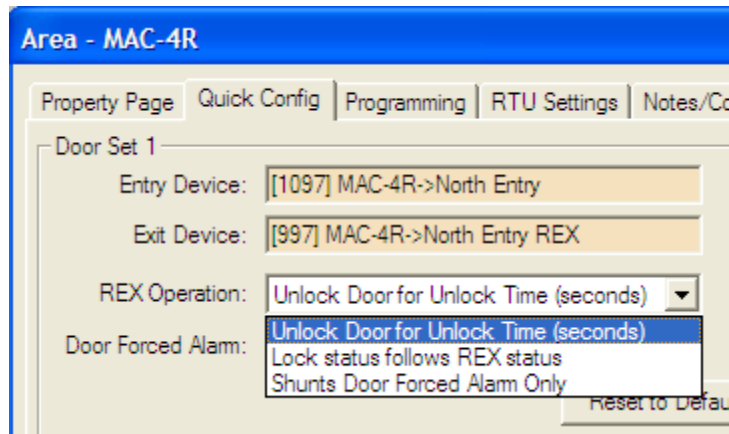 Area - MAC-4R
Property Page Quick Config Programming RTU Settings
Door Set 1
Entry Device: [1097] MAC-4R->North Entry
Exit Device: [997] MAC-4R->North Entry REX
REX Operation: Unlock Door for Unlock Time (seconds)
Unlock Door for Unlock Time (seconds)
Door Forced Alarm:
Lock status follows REX status
Shunts Door Forced Alarm Only
Reset to